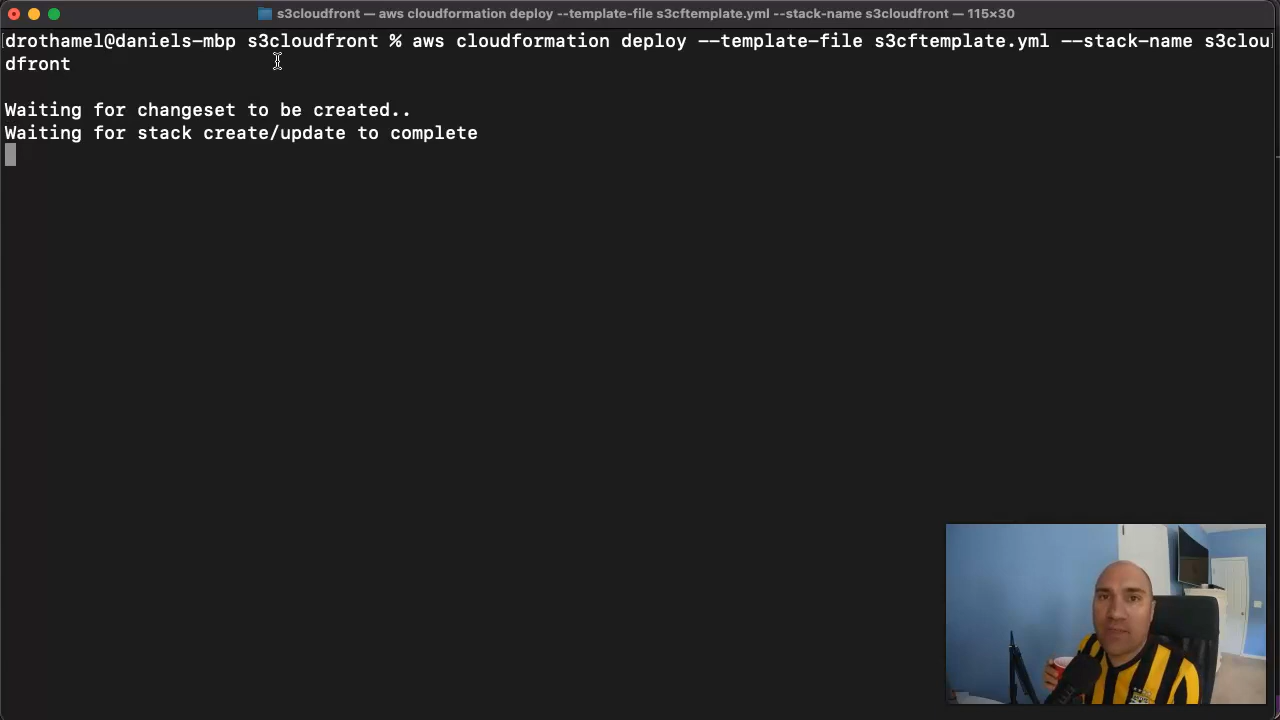 s3cloudfront — aws cloudformation deploy --template-file s3cftemplate.yml --stack-name s3cloudfront — 115×30
drothamel@daniels-mbp s3cloudfront % aws cloudformation deploy --template-file s3cftemplate.yml --stack-name s3clou
dfront
Waiting for changeset to be created..
Waiting for stack create/update to complete